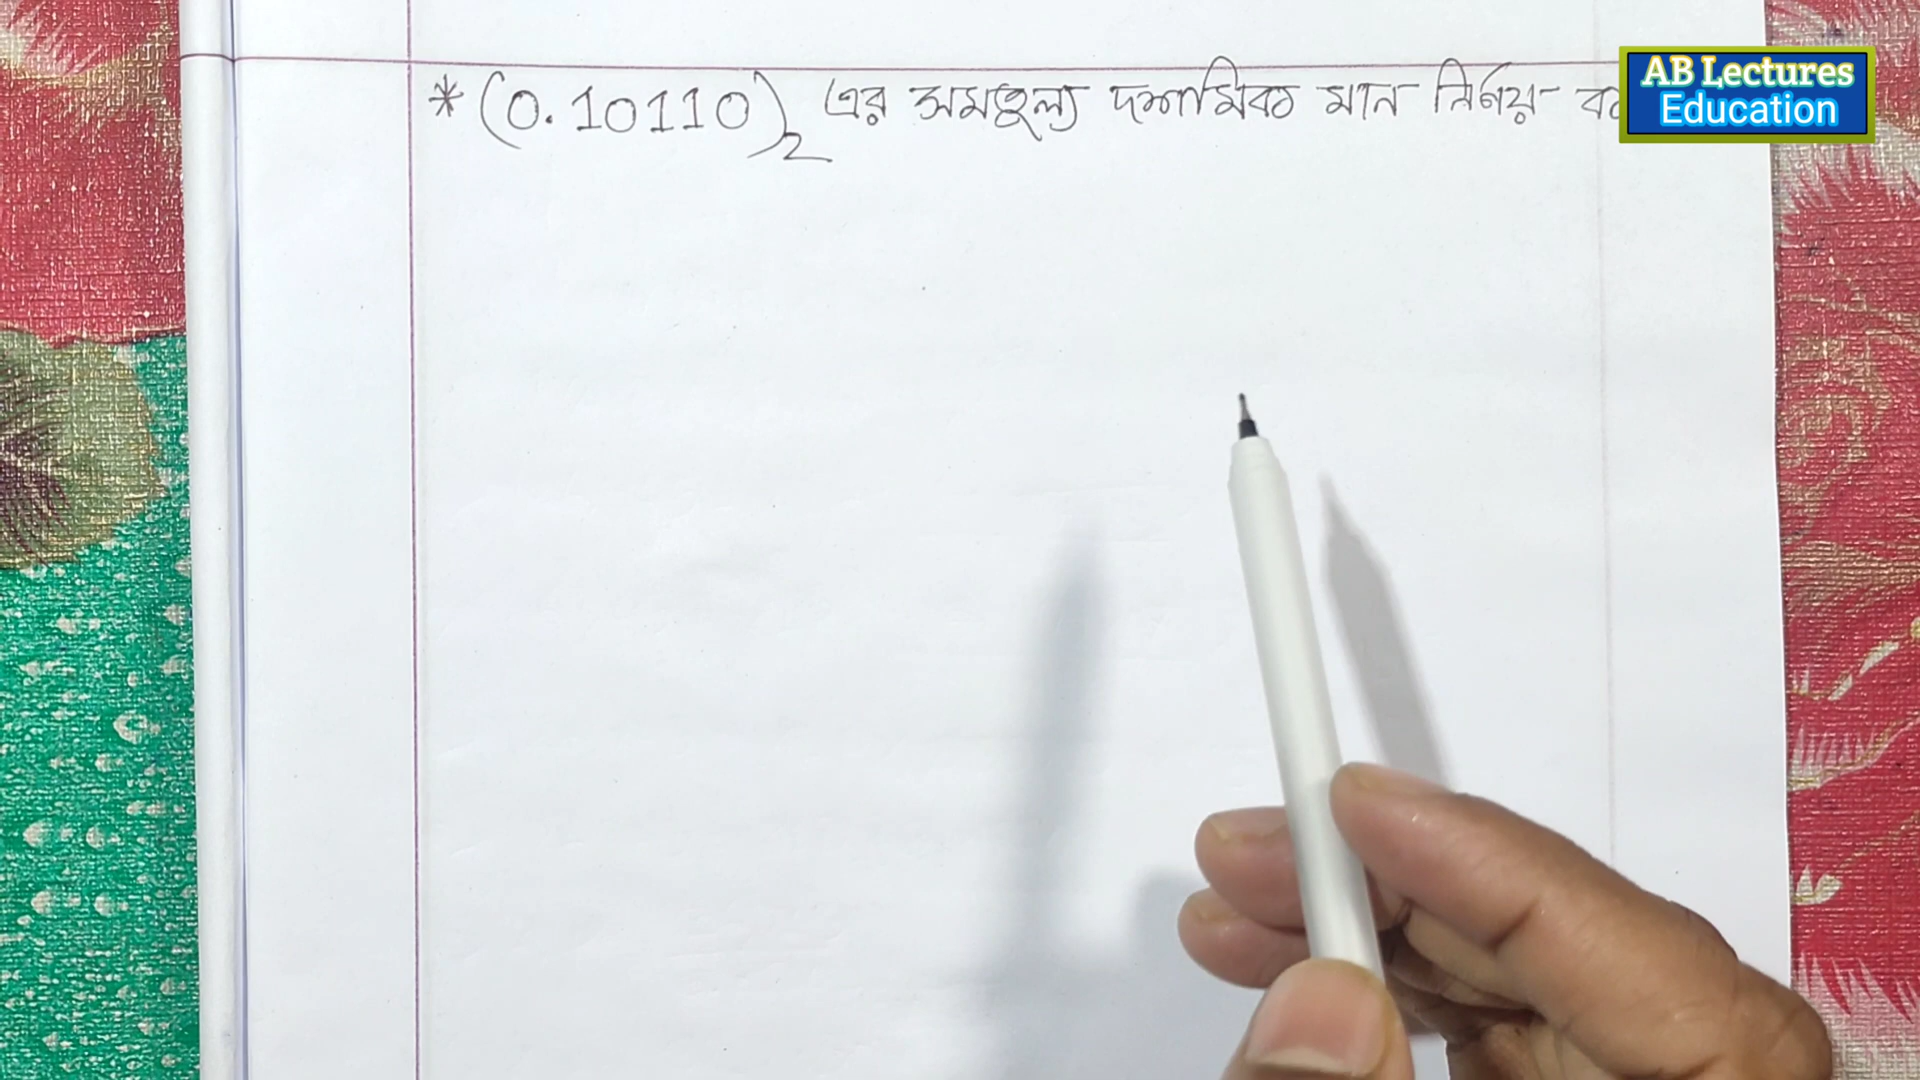 * (0.10110)₂ এর সমতুল্য দশমিক মান নির্ণয়
AB Lectures
Education